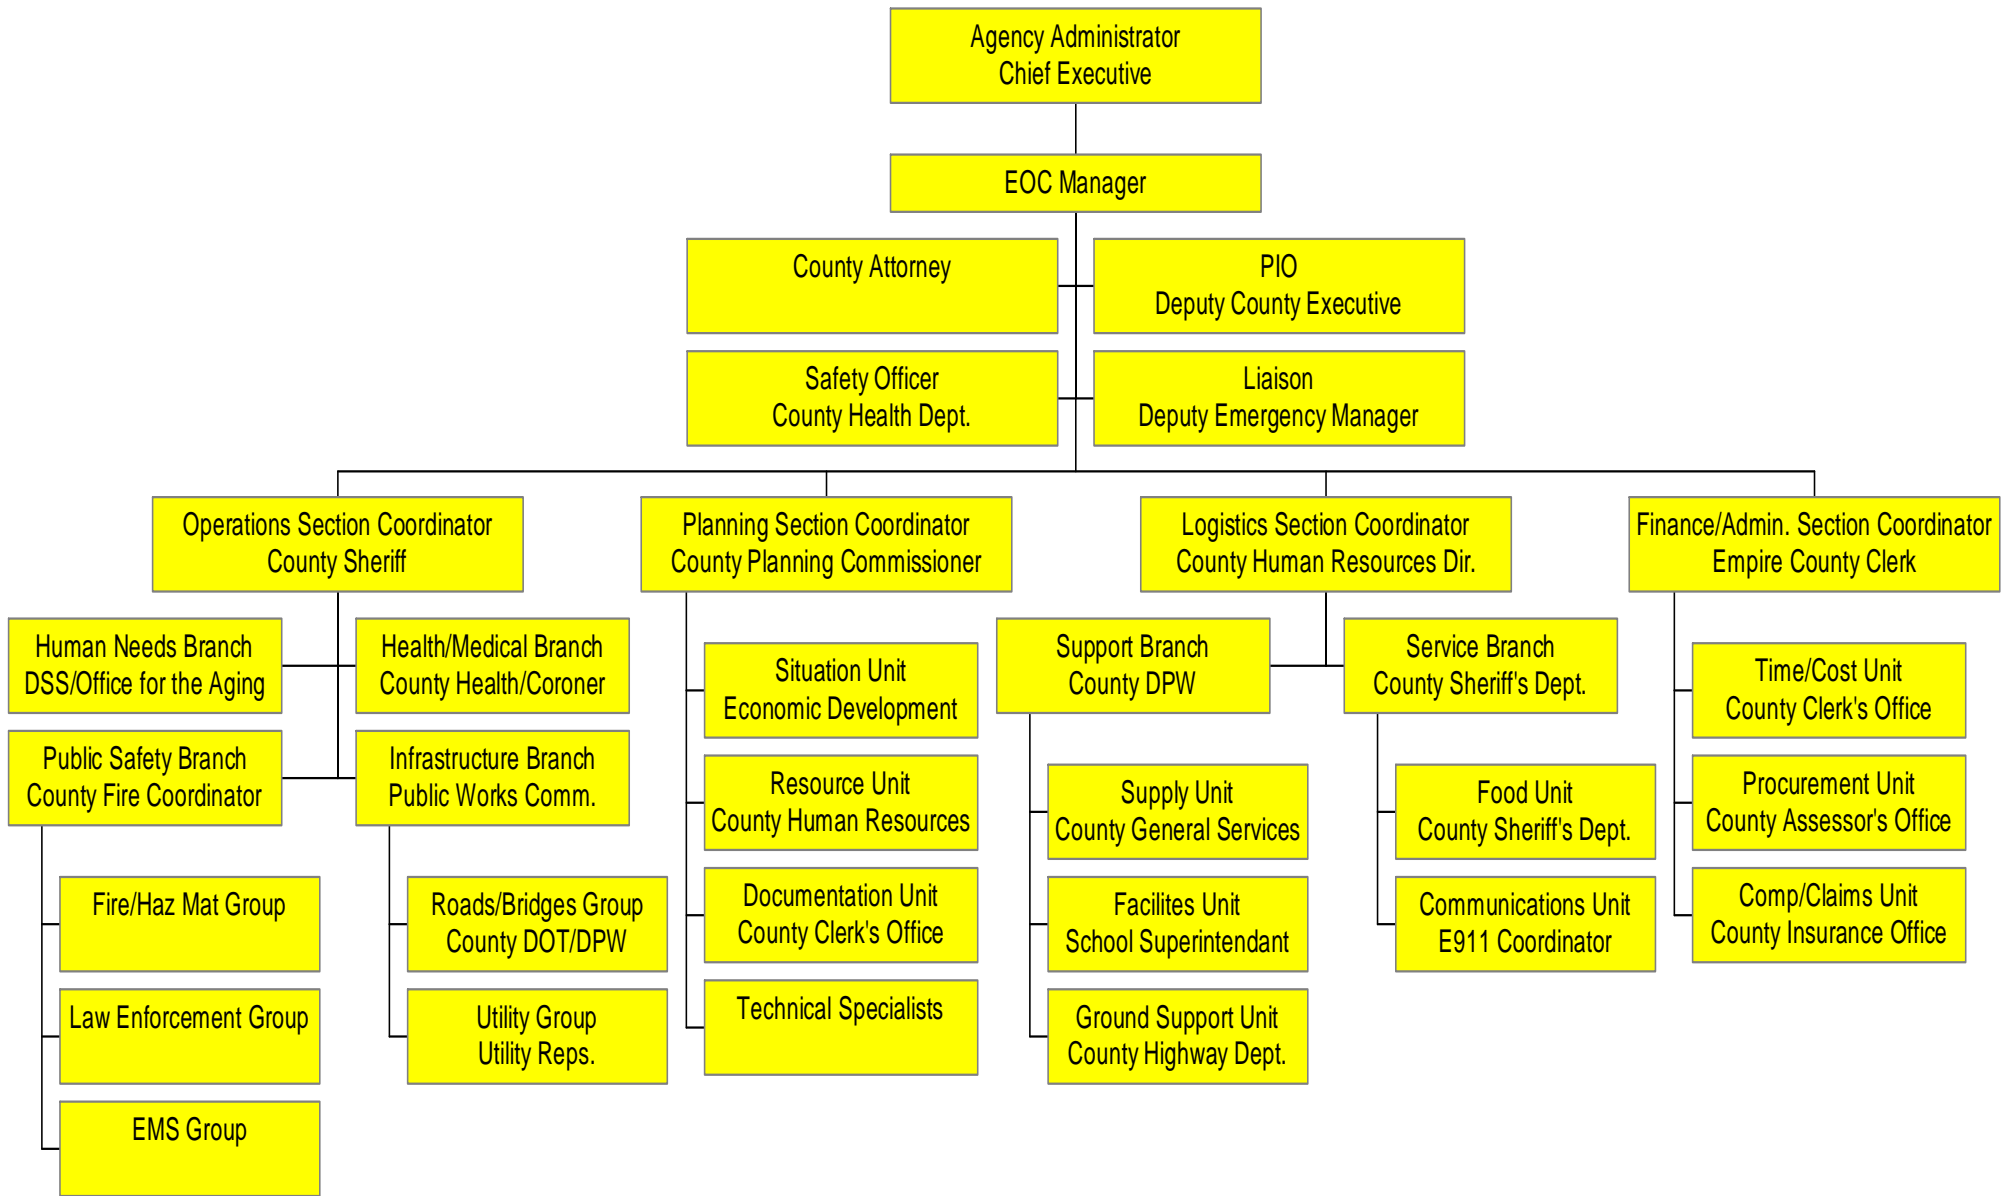 Agency Administrator
Chief Executive
EOC Manager
County Attorney
PIO
Deputy County Executive
Safety Officer
County Health Dept.
Liaison
Deputy Emergency Manager
Operations Section Coordinator
County Sheriff
Planning Section Coordinator
County Planning Commissioner
Logistics Section Coordinator
County Human Resources Dir.
Finance/Admin. Section Coordinator
Empire County Clerk
Human Needs Branch
DSS/Office for the Aging
Health/Medical Branch
County Health/Coroner
Public Safety Branch
County Fire Coordinator
Infrastructure Branch
Public Works Comm.
Fire/Haz Mat Group
Law Enforcement Group
EMS Group
Roads/Bridges Group
County DOT/DPW
Utility Group
Utility Reps.
Situation Unit
Economic Development
Resource Unit
County Human Resources
Documentation Unit
County Clerk's Office
Technical Specialists
Support Branch
County DPW
Service Branch
County Sheriff's Dept.
Supply Unit
County General Services
Facilites Unit
School Superintendant
Ground Support Unit
County Highway Dept.
Food Unit
County Sheriff's Dept.
Communications Unit
E911 Coordinator
Time/Cost Unit
County Clerk's Office
Procurement Unit
County Assessor's Office
Comp/Claims Unit
County Insurance Office